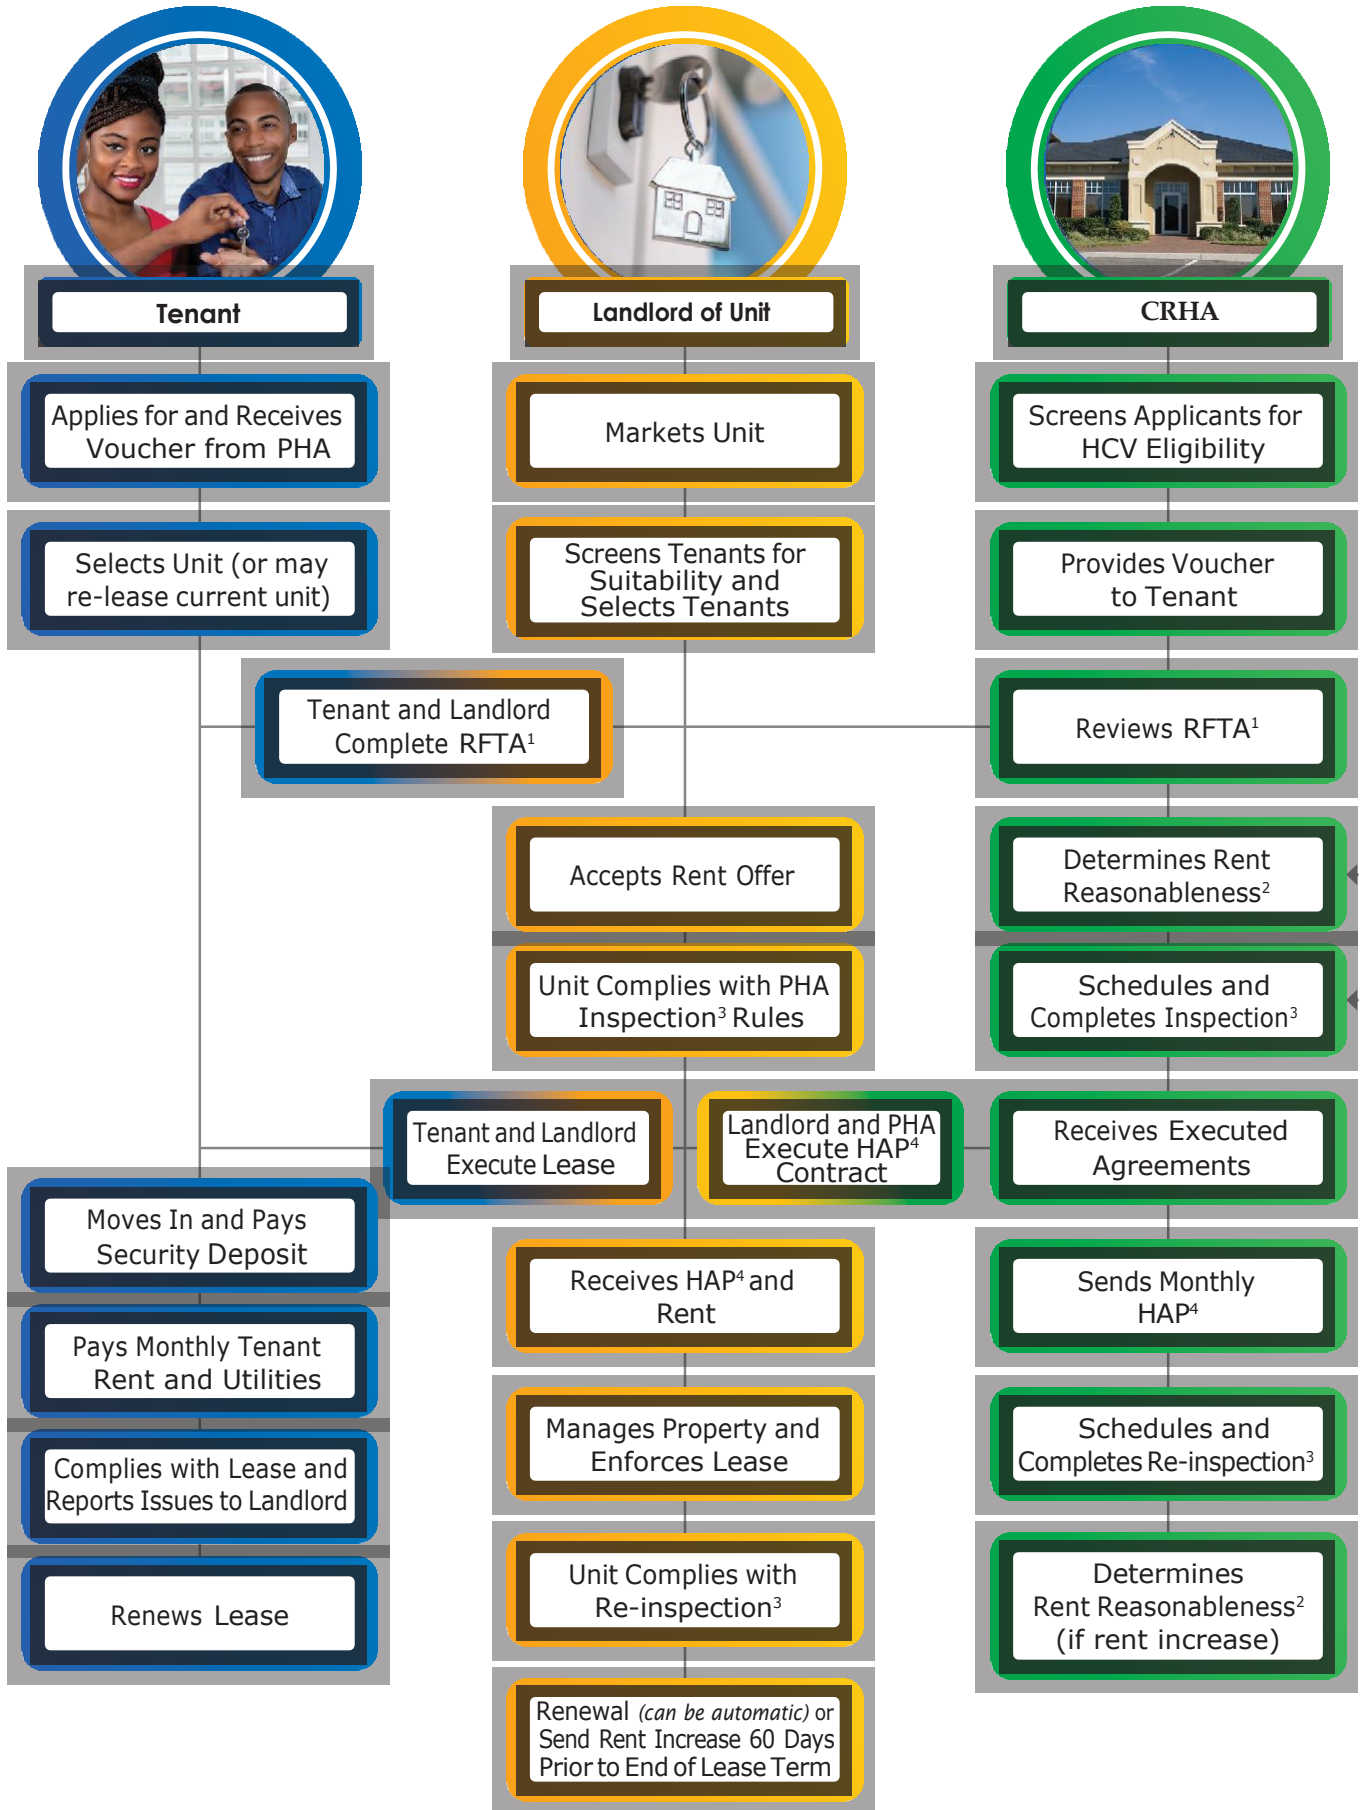 Tenant
Landlord of Unit
CRHA
Applies for and Receives
Voucher from PHA
Markets Unit
Screens Applicants for
HCV Eligibility
Selects Unit (or may
re-lease current unit)
Screens Tenants for
Suitability and
Selects Tenants
Provides Voucher
to Tenant
Tenant and Landlord
Complete RFTA¹
Reviews RFTA¹
Accepts Rent Offer
Determines Rent
Reasonableness²
Unit Complies with PHA
Inspection³ Rules
Schedules and
Completes Inspection³
Tenant and Landlord
Execute Lease
Landlord and PHA
Execute HAP⁴
Contract
Receives Executed
Agreements
Moves In and Pays
Security Deposit
Receives HAP⁴ and
Rent
Sends Monthly
HAP⁴
Pays Monthly Tenant
Rent and Utilities
Manages Property and
Enforces Lease
Schedules and
Completes Re-inspection³
Complies with Lease and
Reports Issues to Landlord
Unit Complies with
Re-inspection³
Determines
Rent Reasonableness²
(if rent increase)
Renews Lease
Renewal (can be automatic) or
Send Rent Increase 60 Days
Prior to End of Lease Term